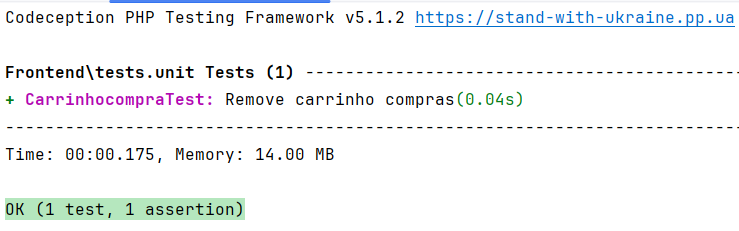 Codeception PHP Testing Framework v5.1.2 https://stand-with-ukraine.pp.ua
Frontend\tests.unit Tests (1) --------------------------------------------
+ CarrinhocompraTest: Remove carrinho compras(0.04s)
--------------------------------------------------------------------------
Time: 00:00.175, Memory: 14.00 MB
OK (1 test, 1 assertion)